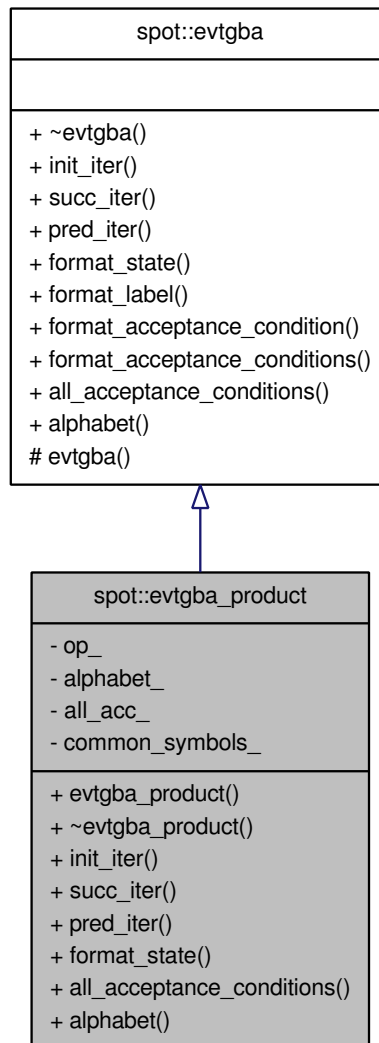 spot::evtgba
+ ~evtgba()
+ init_iter()
+ succ_iter()
+ pred_iter()
+ format_state()
+ format_label()
+ format_acceptance_condition()
+ format_acceptance_conditions()
+ all_acceptance_conditions()
+ alphabet()
# evtgba()
spot::evtgba_product
- op_
- alphabet_
- all_acc_
- common_symbols_
+ evtgba_product()
+ ~evtgba_product()
+ init_iter()
+ succ_iter()
+ pred_iter()
+ format_state()
+ all_acceptance_conditions()
+ alphabet()